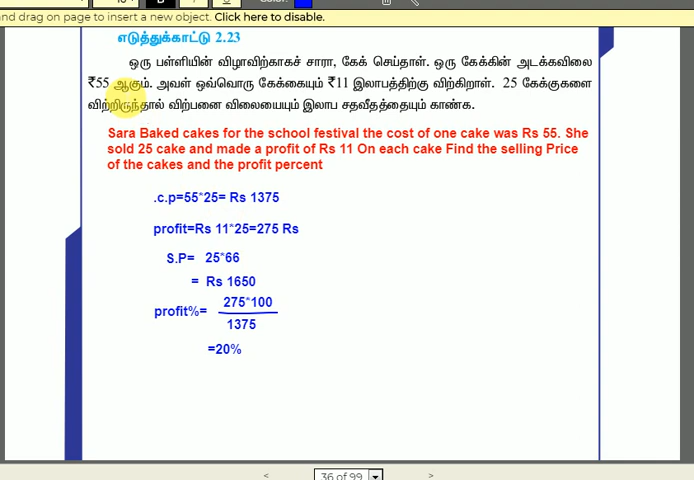 and drag on page to insert a new object. Click here to disable.
எடுத்துக்காட்டு 2.23
ஒரு பள்ளியின் விழாவிற்காகச் சாரா, கேக் செய்தாள். ஒரு கேக்கின் அடக்கவிலை
₹55 ஆகும். அவள் ஒவ்வொரு கேக்கையும் ₹11 இலாபத்திற்கு விற்கிறாள். 25 கேக்குகளை
விற்றிருந்தால் விற்பனை விலையையும் இலாப சதவீதத்தையும் காண்க.
Sara Baked cakes for the school festival the cost of one cake was Rs 55. She
sold 25 cake and made a profit of Rs 11 On each cake Find the selling Price
of the cakes and the profit percent
.c.p=55*25= Rs 1375
profit=Rs 11*25=275 Rs
S.P= 25*66
= Rs 1650
profit%= 275*100
1375
=20%
< 36 of 99 >